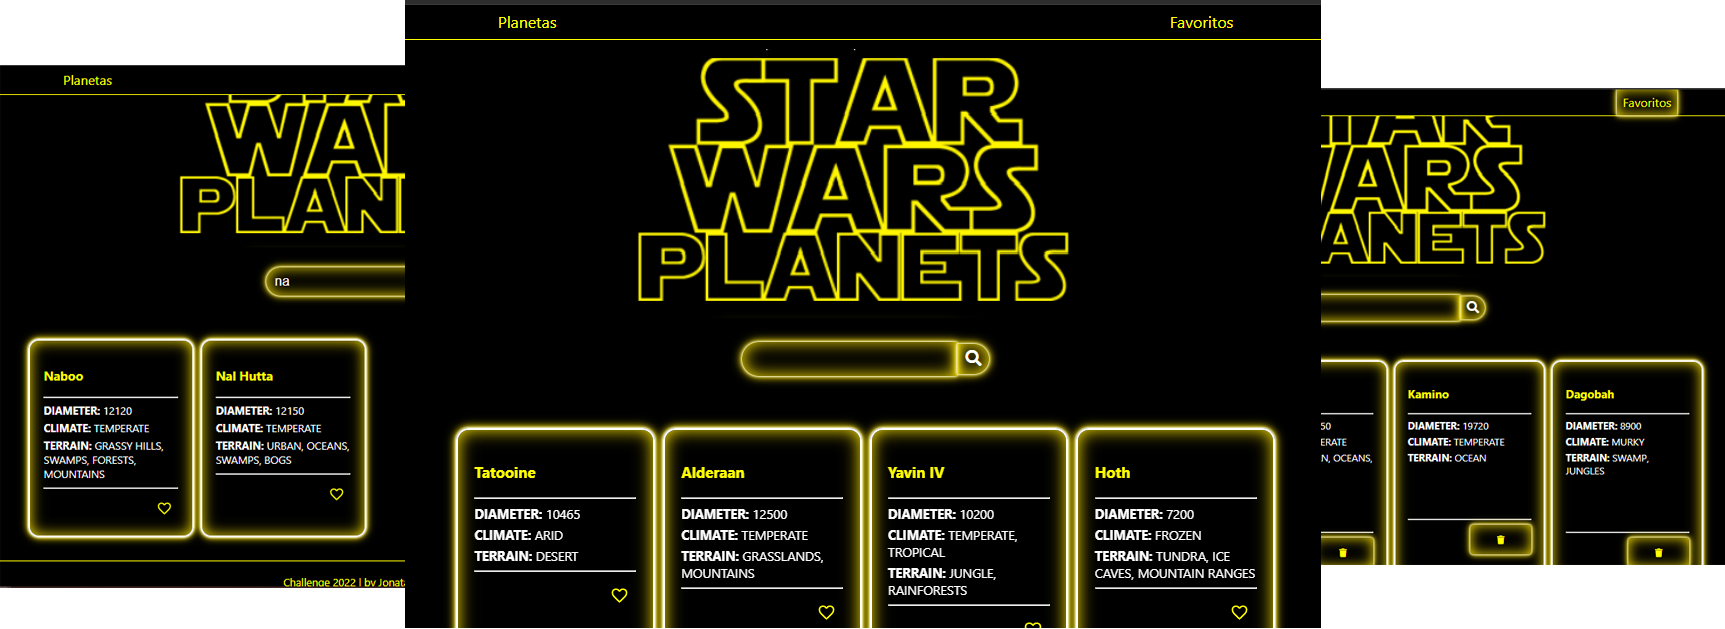 Planetas
WA
PLAN
na
Naboo
DIAMETER: 12120
CLIMATE: TEMPERATE
TERRAIN: GRASSY HILLS,
SWAMPS, FORESTS,
MOUNTAINS
Nal Hutta
DIAMETER: 12150
CLIMATE: TEMPERATE
TERRAIN: URBAN, OCEANS,
SWAMPS, BOGS
Challenge 2022 | by Jonat
Planetas
Favoritos
STAR
WARS
PLANETS
Tatooine
DIAMETER: 10465
CLIMATE: ARID
TERRAIN: DESERT
Alderaan
DIAMETER: 12500
CLIMATE: TEMPERATE
TERRAIN: GRASSLANDS,
MOUNTAINS
Yavin IV
DIAMETER: 10200
CLIMATE: TEMPERATE,
TROPICAL
TERRAIN: JUNGLE,
RAINFORESTS
Hoth
DIAMETER: 7200
CLIMATE: FROZEN
TERRAIN: TUNDRA, ICE
CAVES, MOUNTAIN RANGES
Favoritos
TAR
ARS
ANETS
50
ERATE
N, OCEANS,
Kamino
DIAMETER: 19720
CLIMATE: TEMPERATE
TERRAIN: OCEAN
Dagobah
DIAMETER: 8900
CLIMATE: MURKY
TERRAIN: SWAMP,
JUNGLES